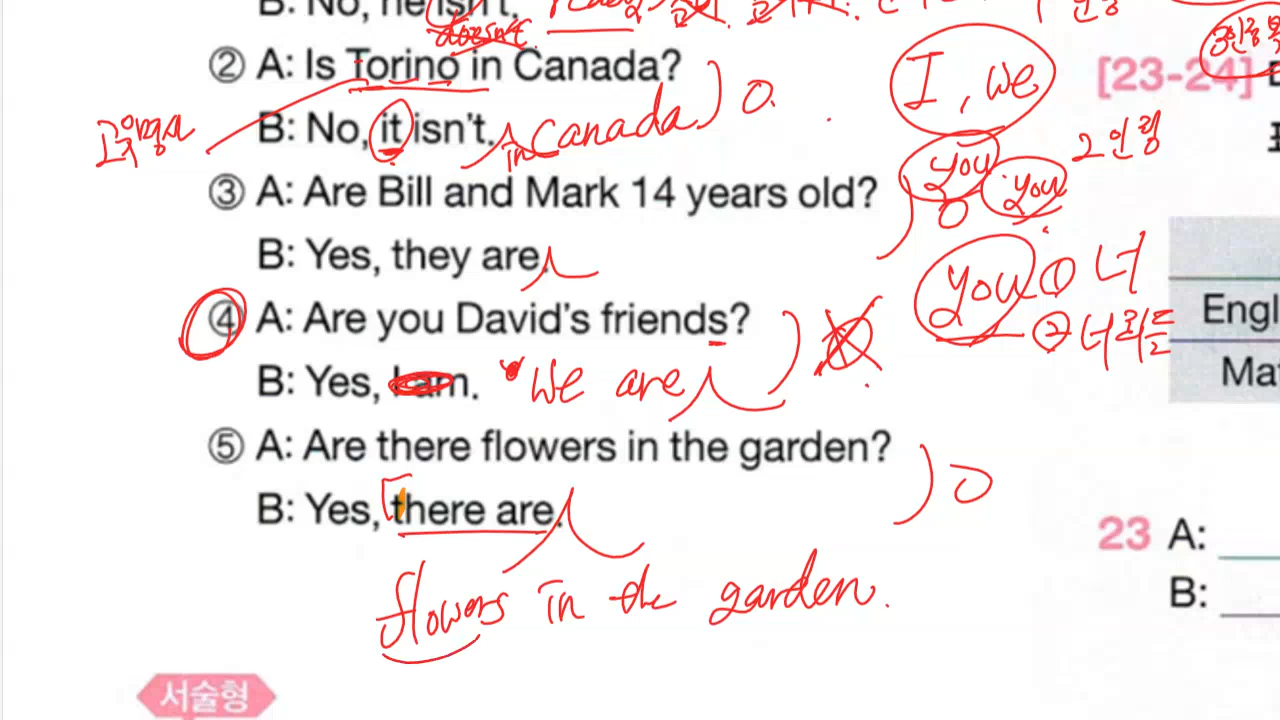 B: No, he isn't.
doesn't
② A: Is Torino in Canada?
고유명사
B: No, it isn't. in Canada
③ A: Are Bill and Mark 14 years old?
B: Yes, they are.
④ A: Are you David's friends?
B: Yes, I am. We are
⑤ A: Are there flowers in the garden?
B: Yes, there are.
flowers in the garden.
서술형
I, we
you you 2인칭
you ① 너
② 너희들
[23-24]
Engl
Ma
23 A:
B: